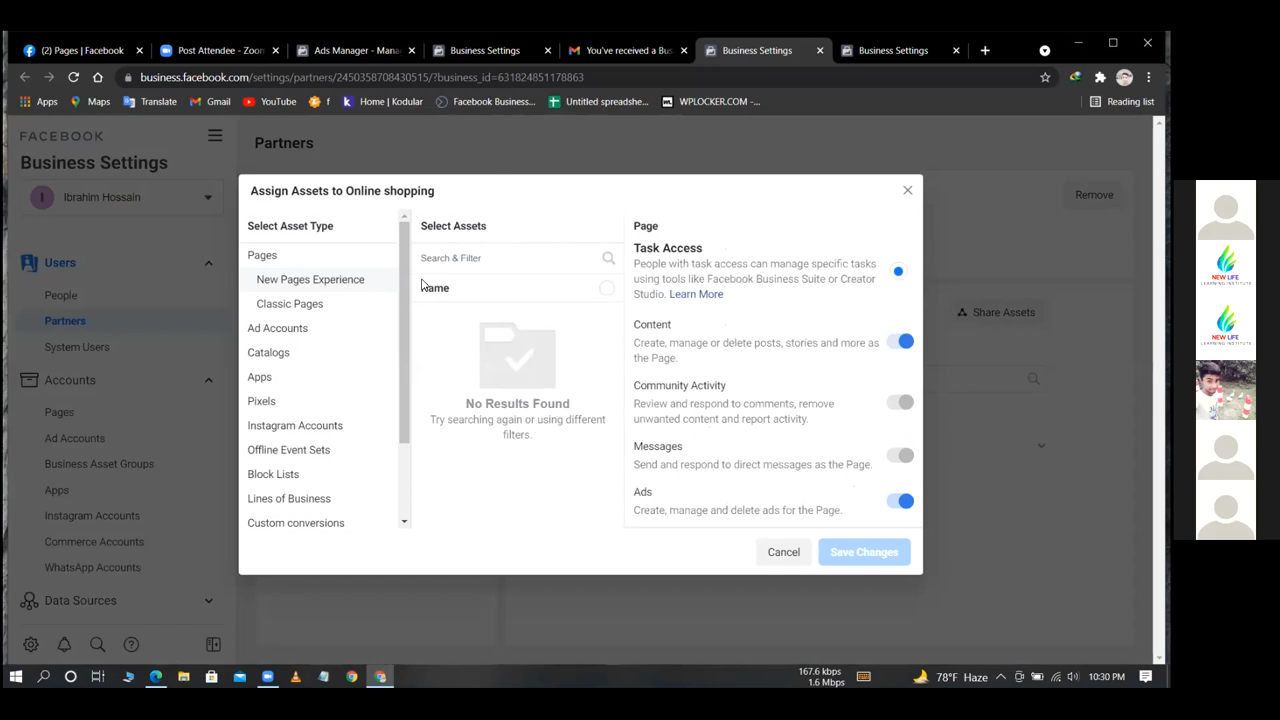 (2) Pages | Facebook
Post Attendee - Zoon
Ads Manager - Mana
Business Settings
You've received a Bus
Business Settings
Business Settings
business.facebook.com/settings/partners/2450358708430515/?business_id=631824851178863
Apps
Maps
Translate
Gmail
YouTube
f
Home | Kodular
Facebook Business...
Untitled spreadshe...
WPLOCKER.COM -...
Reading list
FACEBOOK
Business Settings
Ibrahim Hossain
Users
People
Partners
System Users
Accounts
Pages
Ad Accounts
Business Asset Groups
Apps
Instagram Accounts
Commerce Accounts
WhatsApp Accounts
Data Sources
Partners
Remove
Share Assets
Assign Assets to Online shopping
Select Asset Type
Pages
New Pages Experience
Classic Pages
Ad Accounts
Catalogs
Apps
Pixels
Instagram Accounts
Offline Event Sets
Block Lists
Lines of Business
Custom conversions
Select Assets
Search & Filter
Name
No Results Found
Try searching again or using different
filters.
Page
Task Access
People with task access can manage specific tasks
using tools like Facebook Business Suite or Creator
Studio. Learn More
Content
Create, manage or delete posts, stories and more as
the Page.
Community Activity
Review and respond to comments, remove
unwanted content and report activity.
Messages
Send and respond to direct messages as the Page.
Ads
Create, manage and delete ads for the Page.
Cancel
Save Changes
NEW LIFE
LEARNING INSTITUTE
NEW LIFE
LEARNING INSTITUTE
167.6 kbps
1.6 Mbps
78°F Haze
10:30 PM